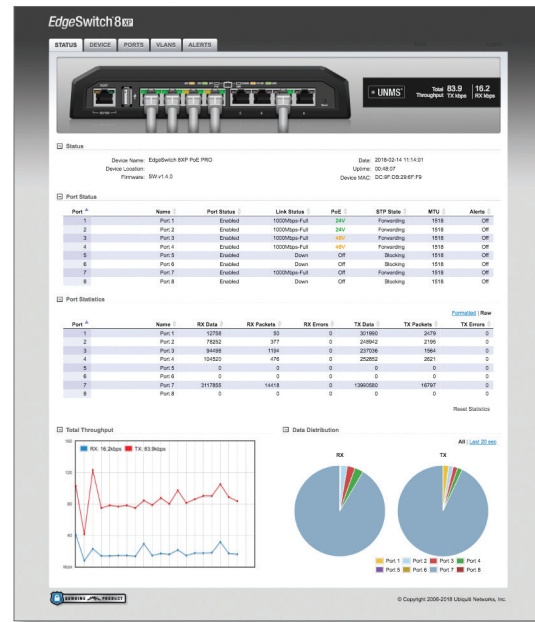 EdgeSwitch 8 XP
STATUS DEVICE PORTS VLANS ALERTS
UNMS Total Throughput 83.9 TX kbps 16.2 RX kbps
Status
Device Name: EdgeSwitch 8XP PoE PRO Date: 2018-02-14 11:14:01
Device Location: Uptime: 00:48:07
Firmware: SW.v1.4.0 Device MAC: DC:9F:DB:29:6F:F9
Port Status
Port Name Port Status Link Status PoE STP State MTU Alerts
1 Port 1 Enabled 1000Mbps-Full 24V Forwarding 1518 Off
2 Port 2 Enabled 1000Mbps-Full 24V Forwarding 1518 Off
3 Port 3 Enabled 1000Mbps-Full 48V Forwarding 1518 Off
4 Port 4 Enabled 1000Mbps-Full 48V Forwarding 1518 Off
5 Port 5 Enabled Down Off Blocking 1518 Off
6 Port 6 Enabled Down Off Blocking 1518 Off
7 Port 7 Enabled 1000Mbps-Full Off Forwarding 1518 Off
8 Port 8 Enabled Down Off Blocking 1518 Off
Port Statistics
Formatted | Raw
Port Name RX Data RX Packets RX Errors TX Data TX Packets TX Errors
1 Port 1 12758 50 0 301990 2479 0
2 Port 2 78252 377 0 248942 2195 0
3 Port 3 94498 1194 0 237036 1564 0
4 Port 4 104520 476 0 252852 2621 0
5 Port 5 0 0 0 0 0 0
6 Port 6 0 0 0 0 0 0
7 Port 7 3117855 14418 0 13990580 16797 0
8 Port 8 0 0 0 0 0 0
Reset Statistics
Total Throughput
160
RX: 16.2kbps TX: 83.9kbps
120
80
40
kbps
Data Distribution
All | Last 20 sec
RX TX
Port 1 Port 2 Port 3 Port 4
Port 5 Port 6 Port 7 Port 8
GENUINE PRODUCT
© Copyright 2006-2018 Ubiquiti Networks, Inc.